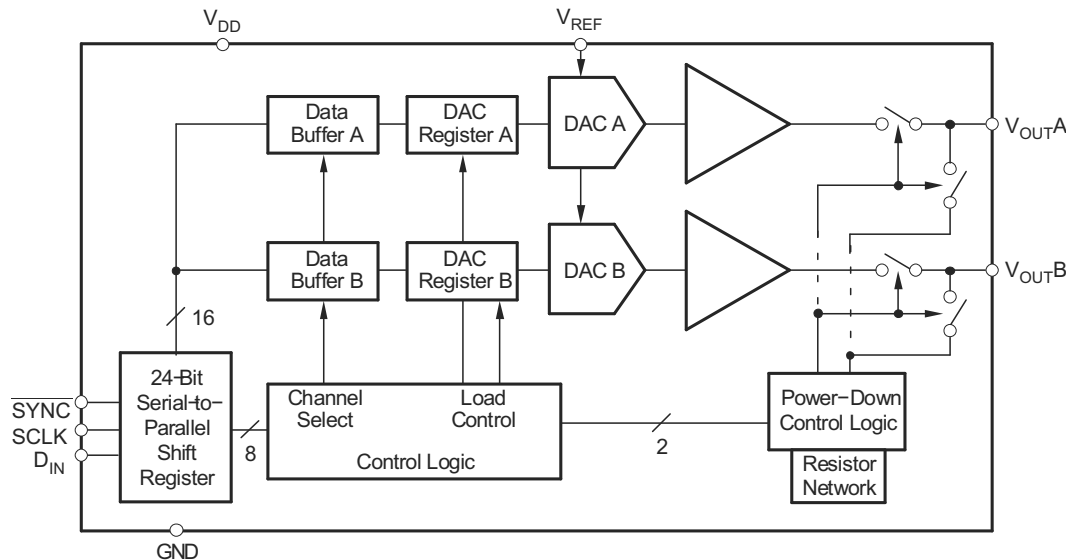 VDD
VREF
Data
Buffer A
DAC
Register A
DAC A
VOUTA
Data
Buffer B
DAC
Register B
DAC B
VOUTB
16
24-Bit
Serial-to-
Parallel
Shift
Register
SYNC
SCLK
DIN
8
Channel
Select
Load
Control
Control Logic
2
Power-Down
Control Logic
Resistor
Network
GND